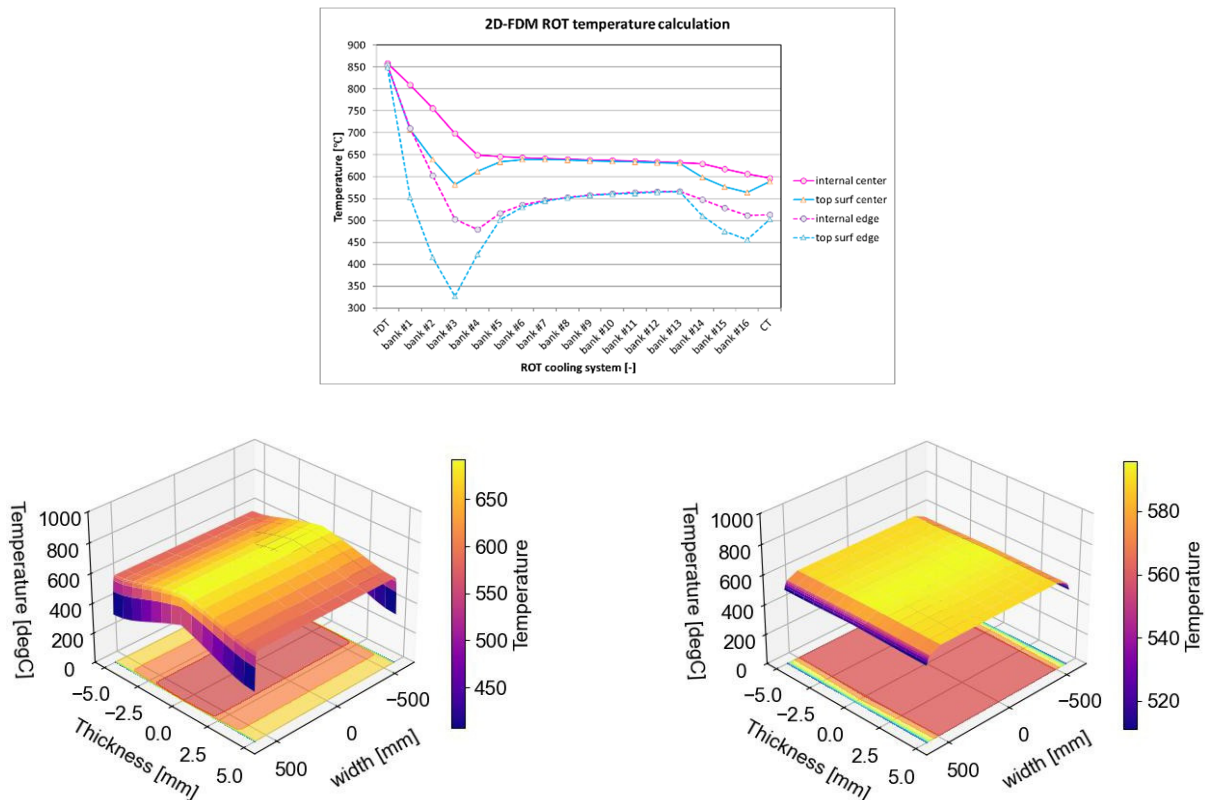 2D-FDM ROT temperature calculation
900
850
800
750
700
650
600
550
500
450
400
350
300
Temperature [℃]
FDT
bank #1
bank #2
bank #3
bank #4
bank #5
bank #6
bank #7
bank #8
bank #9
bank #10
bank #11
bank #12
bank #13
bank #14
bank #15
bank #16
CT
ROT cooling system [-]
internal center
top surf center
internal edge
top surf edge
Temperature [degC]
1000
800
600
400
200
0
−5.0
−2.5
0.0
2.5
5.0
Thickness [mm]
−500
0
500
width [mm]
650
600
550
500
450
Temperature
Temperature [degC]
1000
800
600
400
200
0
−5.0
−2.5
0.0
2.5
5.0
Thickness [mm]
−500
0
500
width [mm]
580
560
540
520
Temperature